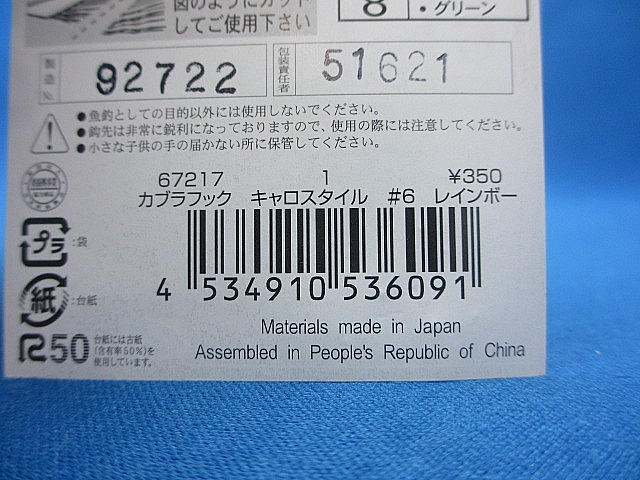 図のようにカット
してご使用下さい
8
・グリーン
製造No. 92722
包装責任者 51621
●魚釣としての目的以外には使用しないでください。
●鈎先は非常に鋭利になっておりますので、使用の際には注意してください。
●小さな子供の手の届かない所に保管してください。
67217 1 ¥350
カブラフック キャロスタイル #6 レインボー
プラ :袋
紙 :台紙
4 534910 536091
Materials made in Japan
Assembled in People's Republic of China
R50
台紙には古紙
(含有率50%)を
使用しています。